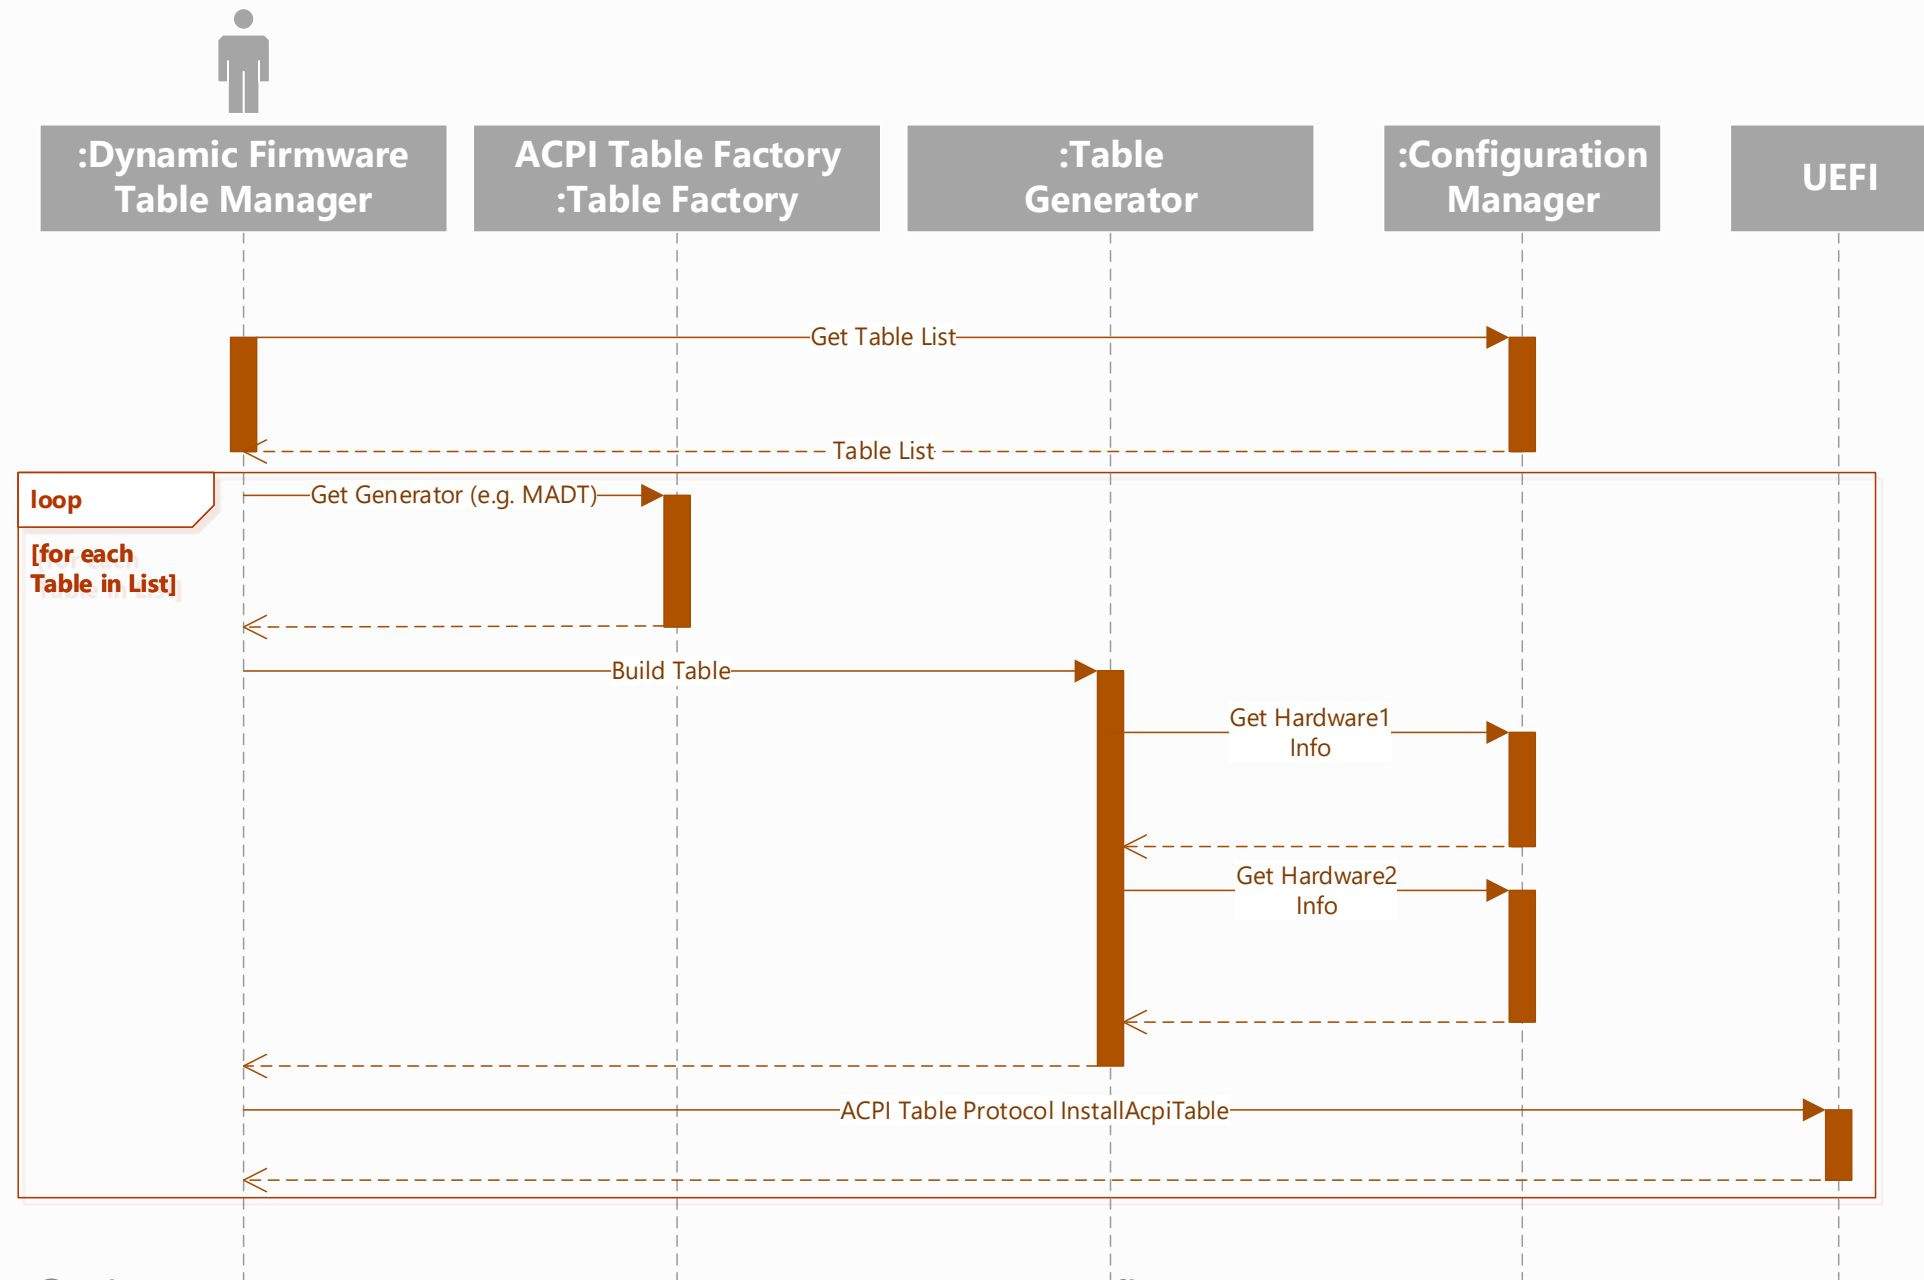 :Dynamic Firmware
Table Manager
ACPI Table Factory
:Table Factory
:Table
Generator
:Configuration
Manager
UEFI
Get Table List
Table List
loop
[for each
Table in List]
Get Generator (e.g. MADT)
Build Table
Get Hardware1
Info
Get Hardware2
Info
ACPI Table Protocol InstallAcpiTable